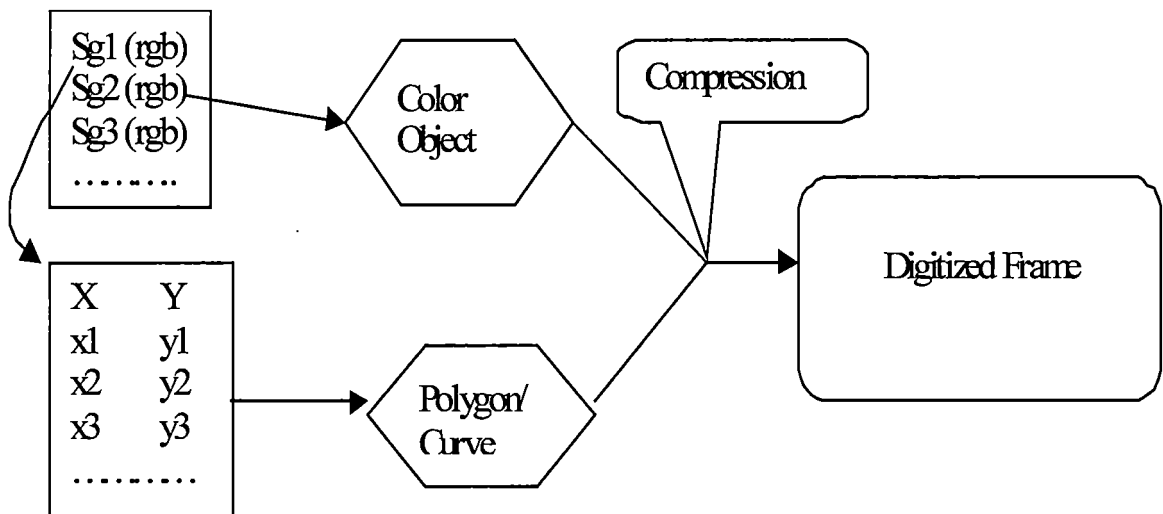 Sg1 (rgb)
Sg2 (rgb)
Sg3 (rgb)
..........
Color
Object
Compression
Digitized Frame
X Y
x1 y1
x2 y2
x3 y3
...........
Polygon/
Curve